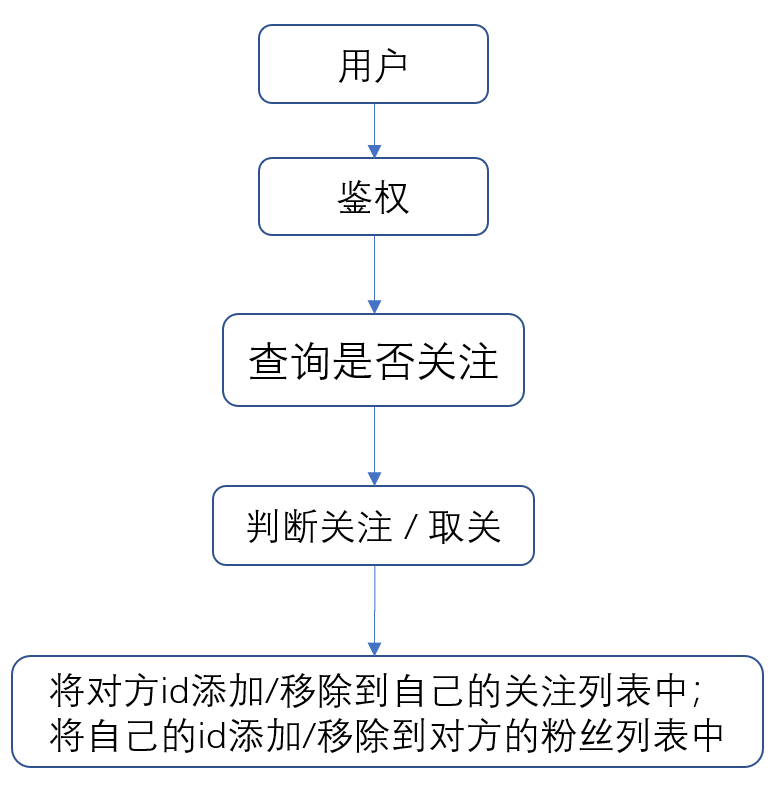 用户
鉴权
查询是否关注
判断关注 / 取关
将对方id添加/移除到自己的关注列表中；
将自己的id添加/移除到对方的粉丝列表中